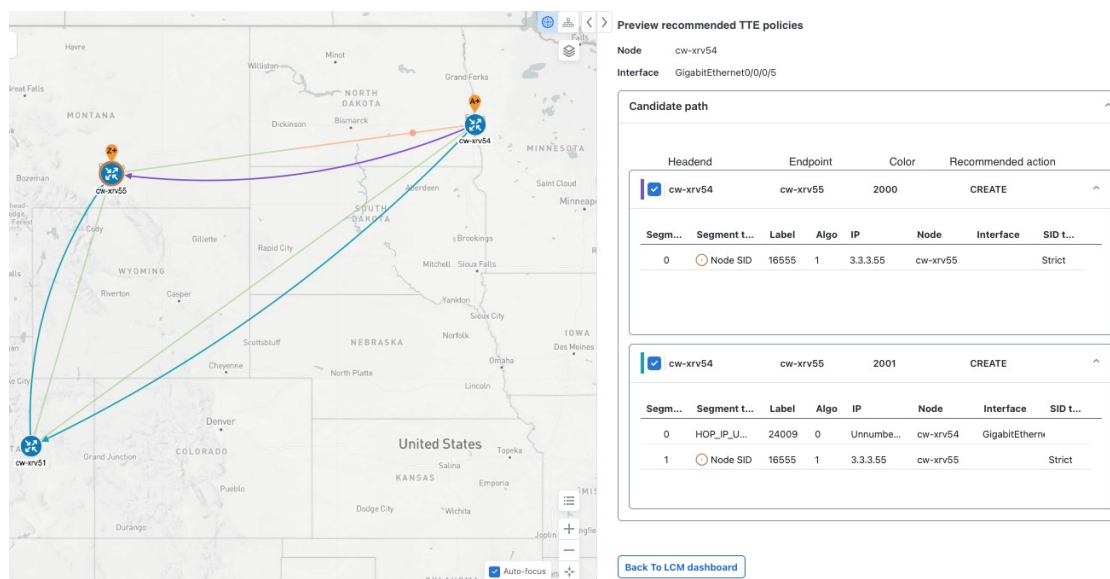 Preview recommended TTE policies
Node cw-xrv54
Interface GigabitEthernet0/0/0/5
Candidate path
Headend Endpoint Color Recommended action
cw-xrv54 cw-xrv55 2000 CREATE
Segm... Segment t... Label Algo IP Node Interface SID t...
0 Node SID 16555 1 3.3.3.55 cw-xrv55 Strict
cw-xrv54 cw-xrv55 2001 CREATE
Segm... Segment t... Label Algo IP Node Interface SID t...
0 HOP_IP_U... 24009 0 Unnumbe... cw-xrv54 GigabitEthern
1 Node SID 16555 1 3.3.3.55 cw-xrv55 Strict
Back To LCM dashboard
Havre
Minot
Williston
Falls
Grand Forks
Great Falls
NORTH
DAKOTA
MONTANA
Dickinson
Bismarck
A+
cw-xrv54
MINNESOTA
Z+
cw-xrv55
Bozeman
Aberdeen
Saint Cloud
Minneap
SOUTH
DAKOTA
Forest
Cody
Gillette
Rapid City
Brookings
WYOMING
Mitchell
Sioux Falls
Riverton
Casper
Yankton
Sioux City
Scottsbluff
NEBRASKA
Norfolk
IOWA
Des Moines
Cheyenne
North Platte
Omaha
Lincoln
Denver
cw-xrv51
Grand Junction
COLORADO
United States
Topeka
Salina
KANSAS
Emporia
Pueblo
Dodge City
Wichita
Durango
Joplin
Auto-focus
OKLAHOMA